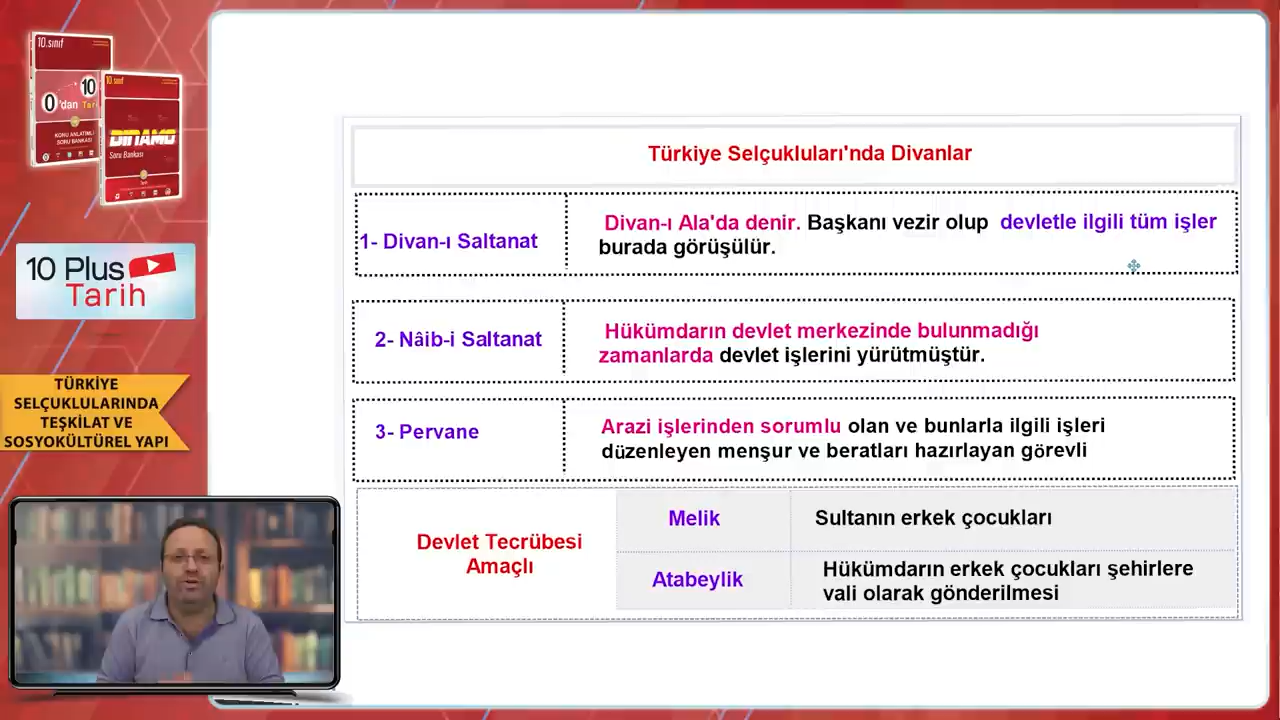 10.sınıf
0'dan 10
Tari
KONU ANLATIMLI
SORU BANKASI
10.sınıf
DİNAMO
Soru Bankası
10 Plus
Tarih
TÜRKİYE
SELÇUKLULARINDA
TEŞKİLAT VE
SOSYOKÜLTÜREL YAPI
Türkiye Selçukluları'nda Divanlar
1- Divan-ı Saltanat
Divan-ı Ala'da denir. Başkanı vezir olup devletle ilgili tüm işler
burada görüşülür.
2- Nâib-i Saltanat
Hükümdarın devlet merkezinde bulunmadığı
zamanlarda devlet işlerini yürütmüştür.
3- Pervane
Arazi işlerinden sorumlu olan ve bunlarla ilgili işleri
düzenleyen menşur ve beratları hazırlayan görevli
Devlet Tecrübesi
Amaçlı
Melik
Sultanın erkek çocukları
Atabeylik
Hükümdarın erkek çocukları şehirlere
vali olarak gönderilmesi